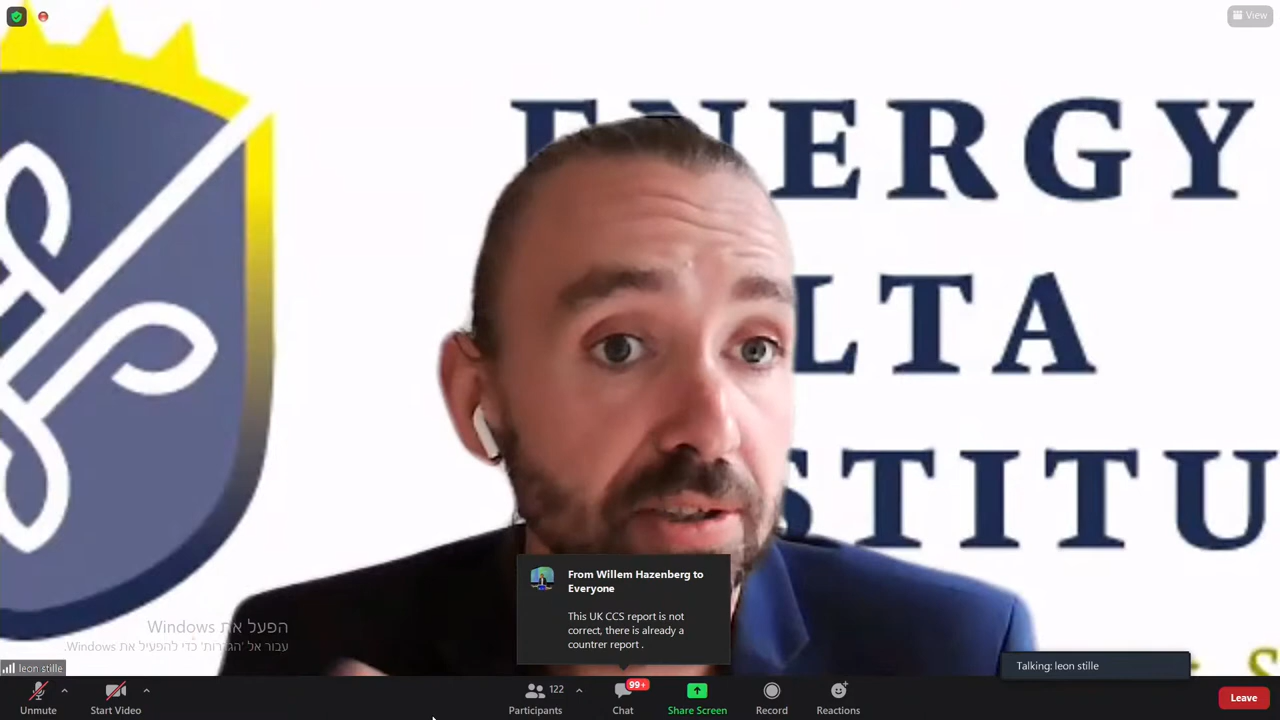 View
ENERGY
LTA
STITU
From Willem Hazenberg to
Everyone
This UK CCS report is not
correct, there is already a
countrer report .
הפעל את Windows
עבור אל 'הגדרות' כדי להפעיל את Windows.
leon stille
Talking: leon stille
Unmute
Start Video
122
Participants
99+
Chat
Share Screen
Record
Reactions
Leave